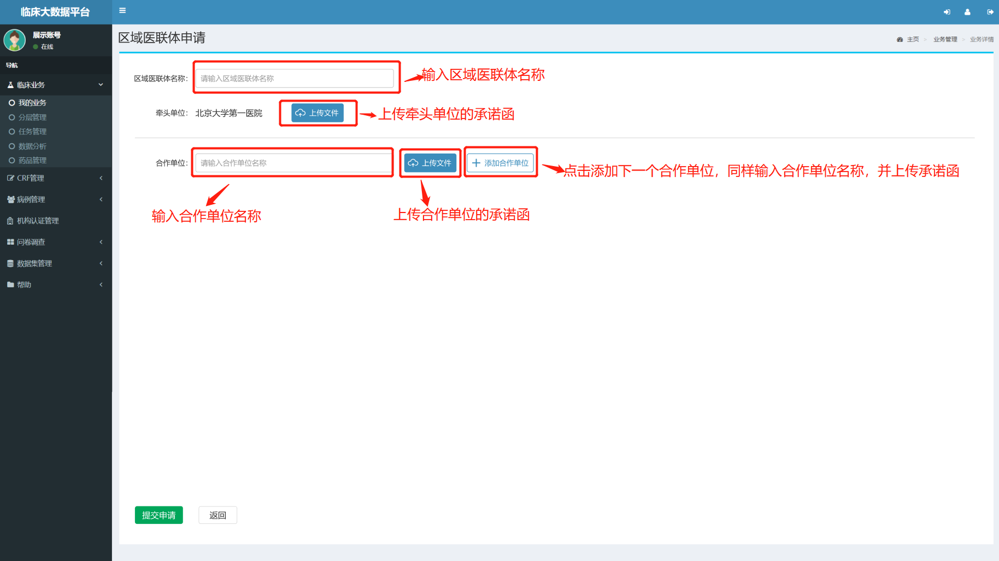 临床大数据平台
展示账号
在线
导航
临床业务
我的业务
分层管理
任务管理
数据分析
药品管理
CRF管理
病例管理
机构认证管理
问卷调查
数据集管理
帮助
区域医联体申请
主页 > 业务管理 > 业务详情
区域医联体名称： 请输入区域医联体名称 输入区域医联体名称
牵头单位： 北京大学第一医院 上传文件 上传牵头单位的承诺函
合作单位： 请输入合作单位名称 上传文件 添加合作单位 点击添加下一个合作单位，同样输入合作单位名称，并上传承诺函
输入合作单位名称 上传合作单位的承诺函
提交申请 返回